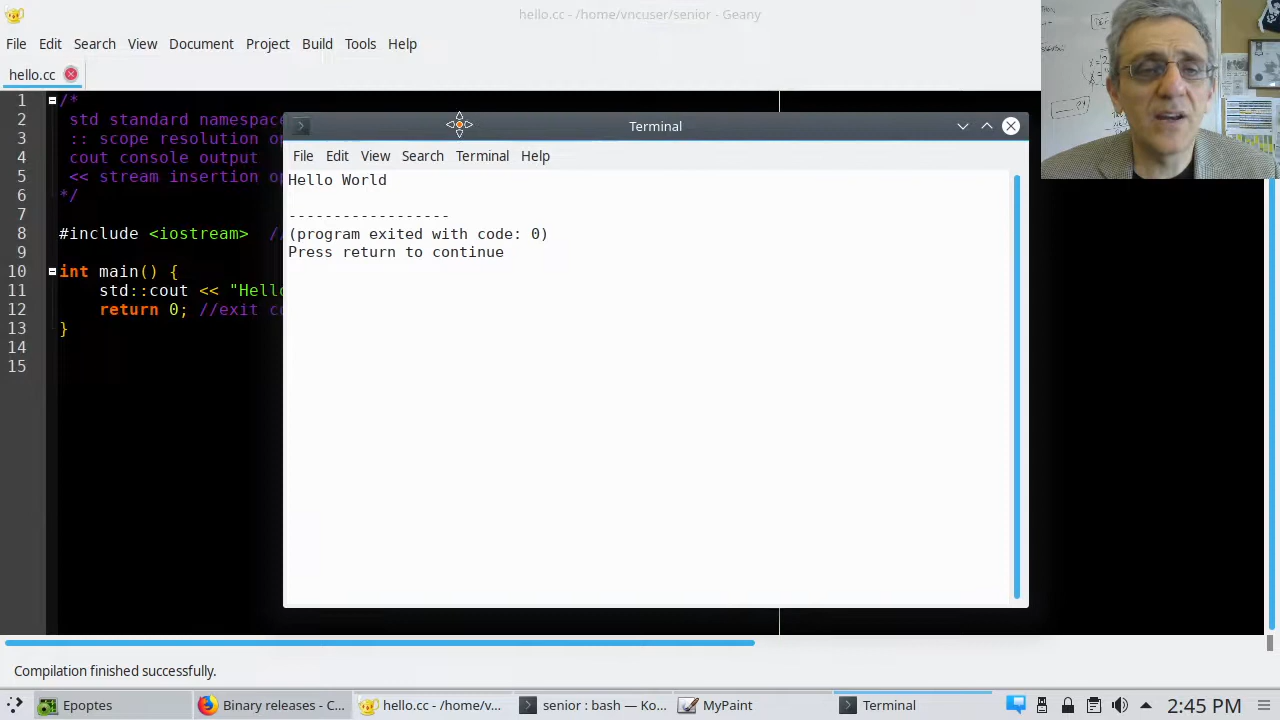 hello.cc - /home/vncuser/senior - Geany
File Edit Search View Document Project Build Tools Help
hello.cc
1 /*
2 std standard namespace
3 :: scope resolution
4 cout console output
5 << stream insertion
6 */
7
8 #include <iostream> //
9
10 int main() {
11 std::cout << "Hello
12 return 0; //exit
13 }
14
15
Terminal
File Edit View Search Terminal Help
Hello World
------------------
(program exited with code: 0)
Press return to continue
Compilation finished successfully.
Epoptes
Binary releases - C...
hello.cc - /home/v...
senior : bash — Ko...
MyPaint
Terminal
2:45 PM